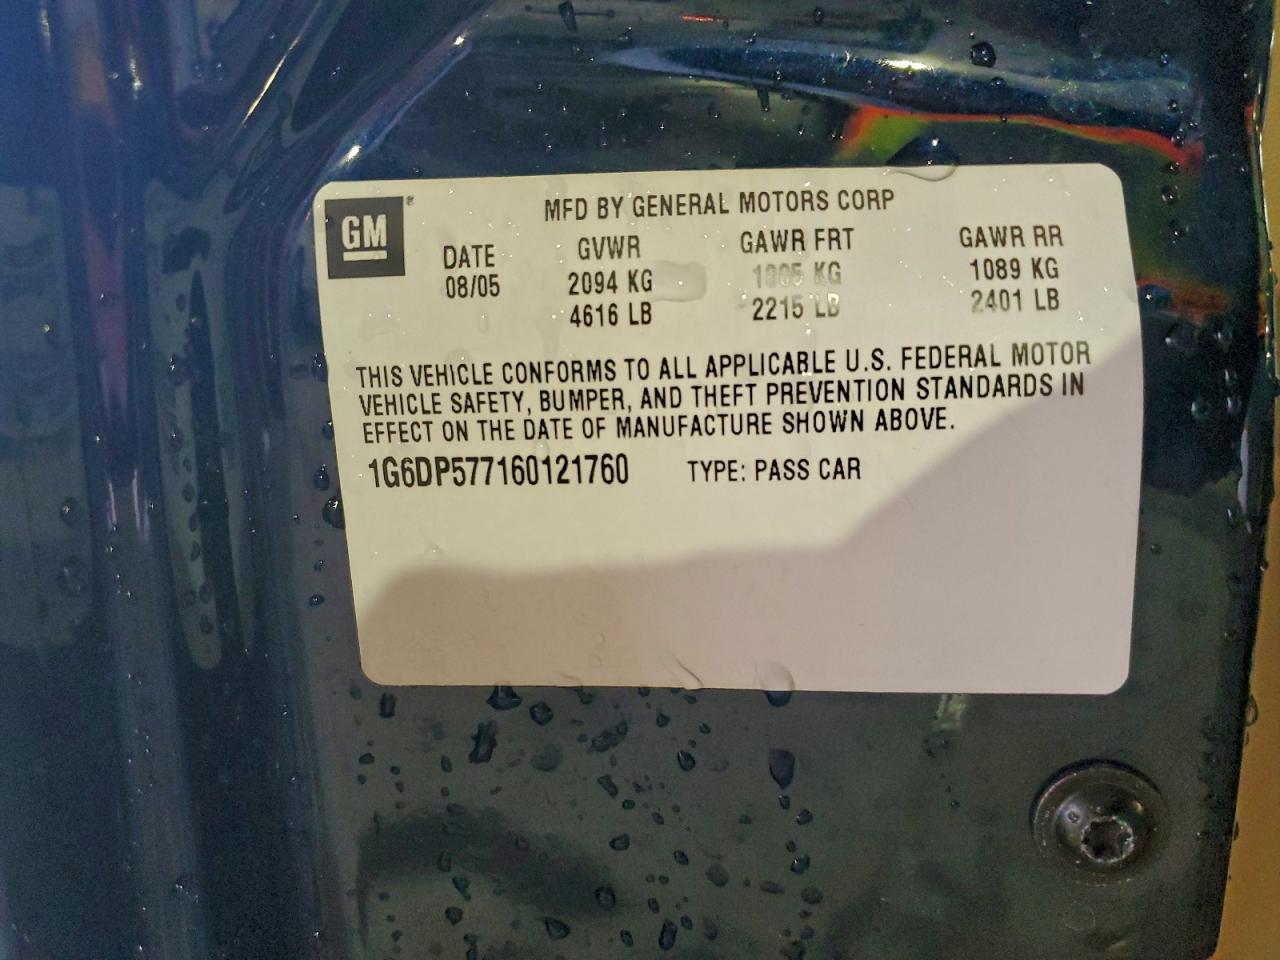 GM®
MFD BY GENERAL MOTORS CORP
DATE GVWR GAWR FRT GAWR RR
08/05 2094 KG KG 1089 KG
4616 LB 2215 LB 2401 LB
THIS VEHICLE CONFORMS TO ALL APPLICABLE U.S. FEDERAL MOTOR
VEHICLE SAFETY, BUMPER, AND THEFT PREVENTION STANDARDS IN
EFFECT ON THE DATE OF MANUFACTURE SHOWN ABOVE.
1G6DP577160121760 TYPE: PASS CAR